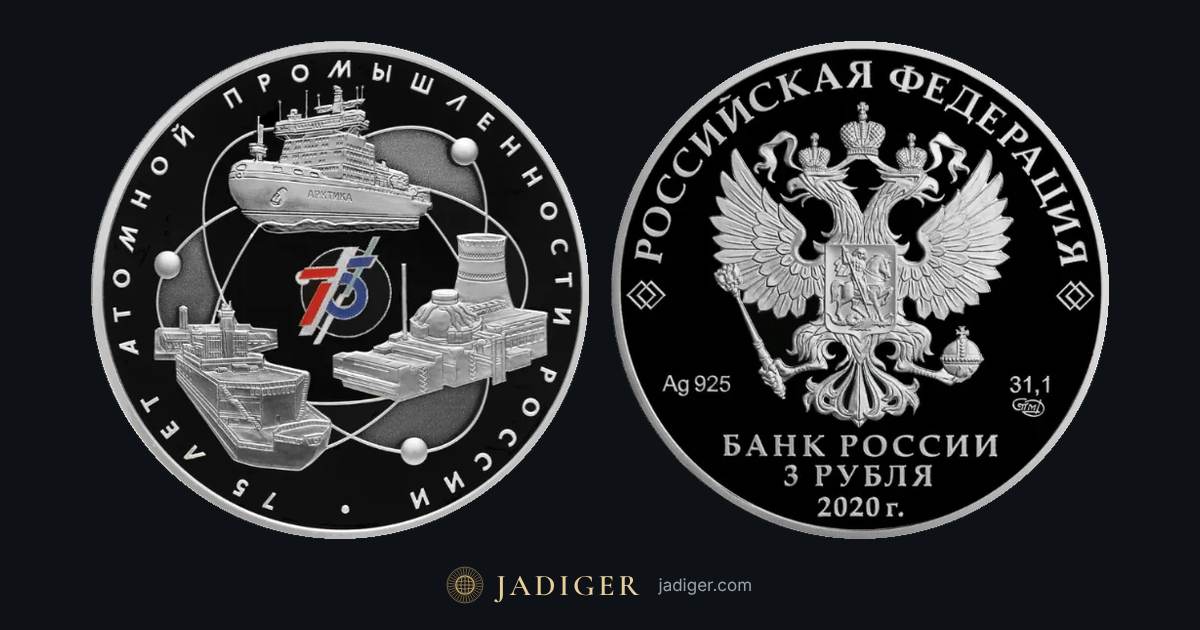 75 ЛЕТ АТОМНОЙ ПРОМЫШЛЕННОСТИ РОССИИ •
АРКТИКА
75
РОССИЙСКАЯ ФЕДЕРАЦИЯ
Ag 925
31,1
БАНК РОССИИ
3 РУБЛЯ
2020 г.
JADIGER
jadiger.com